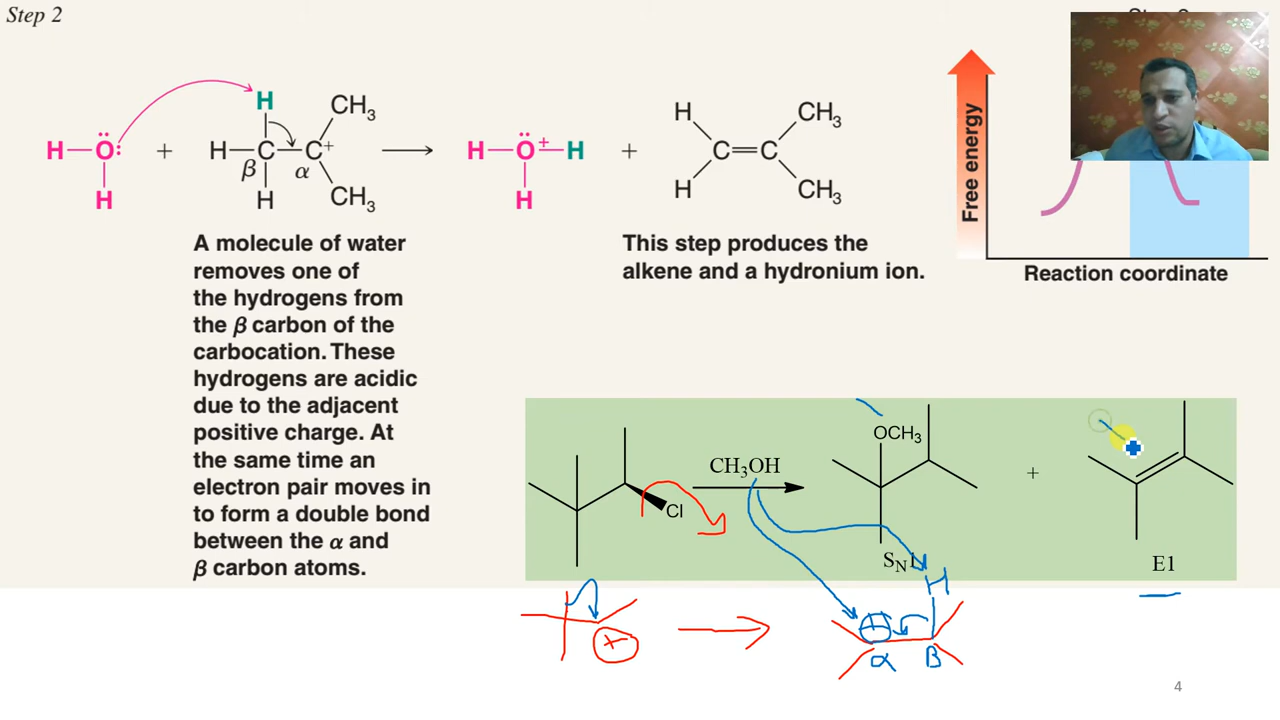 Step 2
H
CH₃
H—Ö: + H—C—C⁺ → H—Ö⁺—H + H H C=C CH₃ CH₃
β
α
H
H
CH₃
H
A molecule of water
removes one of
the hydrogens from
the β carbon of the
carbocation. These
hydrogens are acidic
due to the adjacent
positive charge. At
the same time an
electron pair moves in
to form a double bond
between the α and
β carbon atoms.
This step produces the
alkene and a hydronium ion.
Free energy
Reaction coordinate
OCH₃
CH₃OH
+
Cl
S_N1
E1
H
+
+
α
B
4